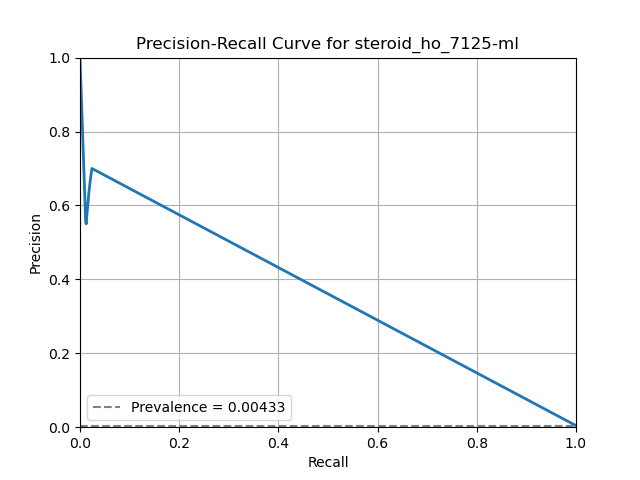 Precision-Recall Curve for steroid_ho_7125-ml
1.0
0.8
0.6
0.4
0.2
0.0
Precision
Prevalence = 0.00433
0.0 0.2 0.4 0.6 0.8 1.0
Recall